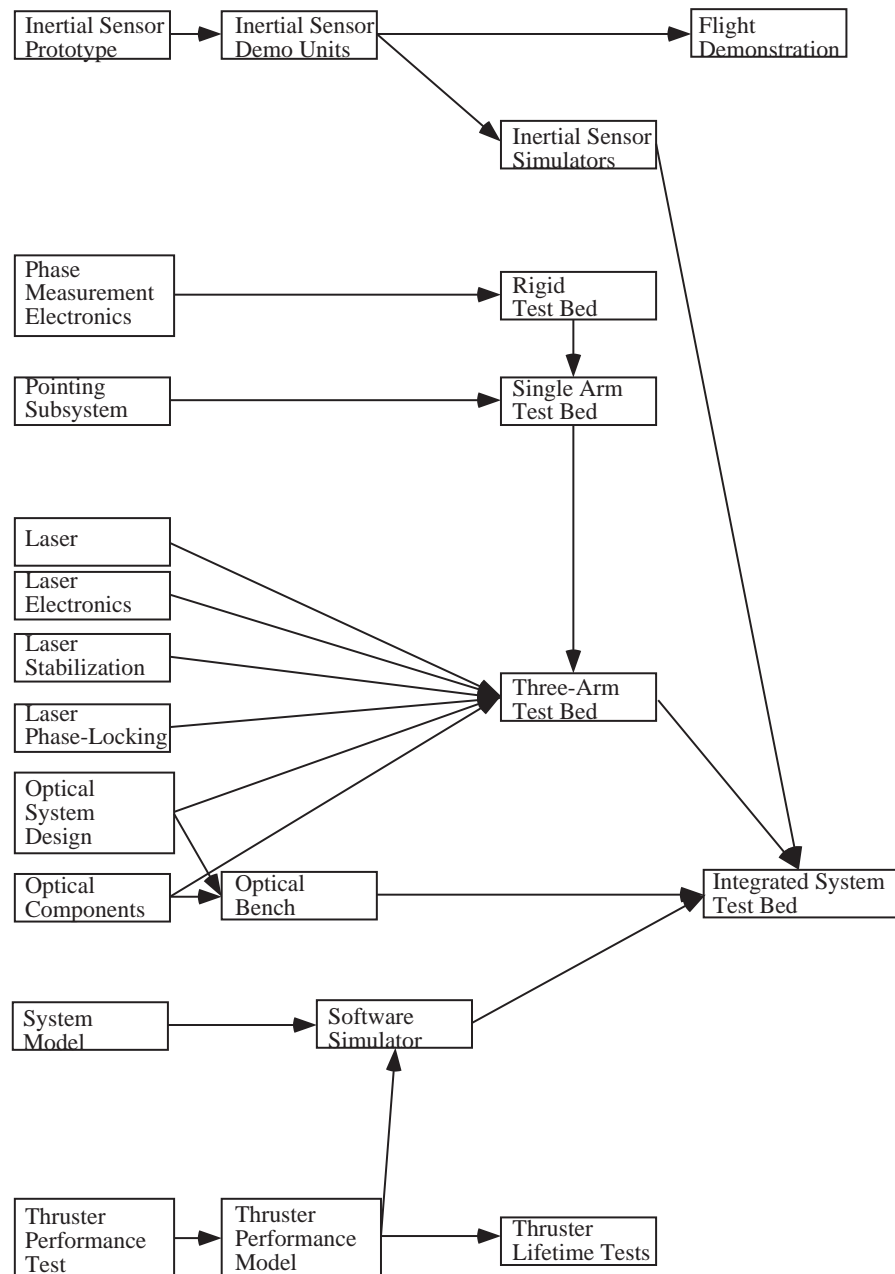 Inertial Sensor
Prototype
Inertial Sensor
Demo Units
Flight
Demonstration
Inertial Sensor
Simulators
Phase
Measurement
Electronics
Rigid
Test Bed
Pointing
Subsystem
Single Arm
Test Bed
Laser
Laser
Electronics
Laser
Stabilization
Laser
Phase-Locking
Three-Arm
Test Bed
Optical
System
Design
Optical
Components
Optical
Bench
Integrated System
Test Bed
System
Model
Software
Simulator
Thruster
Performance
Test
Thruster
Performance
Model
Thruster
Lifetime Tests